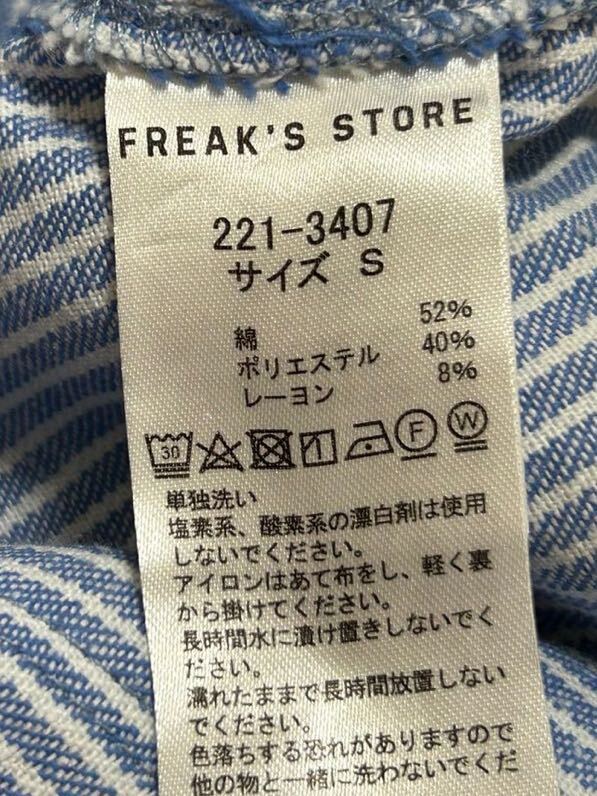 FREAK'S STORE
221-3407
サイズ S
綿 52%
ポリエステル 40%
レーヨン 8%
30 F W
単独洗い
塩素系、酸素系の漂白剤は使用
しないでください。
アイロンはあて布をし、軽く裏
から掛けてください。
長時間水に漬け置きしないでく
ださい。
濡れたままで長時間放置しない
でください。
色落ちする恐れがありますので
他の物と一緒に洗わないでくだ